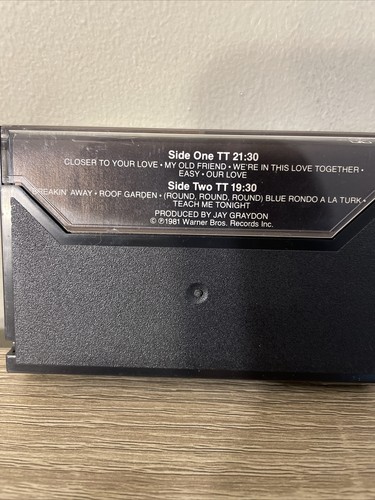 Side One TT 21:30
CLOSER TO YOUR LOVE • MY OLD FRIEND • WE'RE IN THIS LOVE TOGETHER •
EASY • OUR LOVE
Side Two TT 19:30
BREAKIN' AWAY • ROOF GARDEN • (ROUND, ROUND, ROUND) BLUE RONDO A LA TURK •
TEACH ME TONIGHT
PRODUCED BY JAY GRAYDON
© ℗1981 Warner Bros. Records Inc.